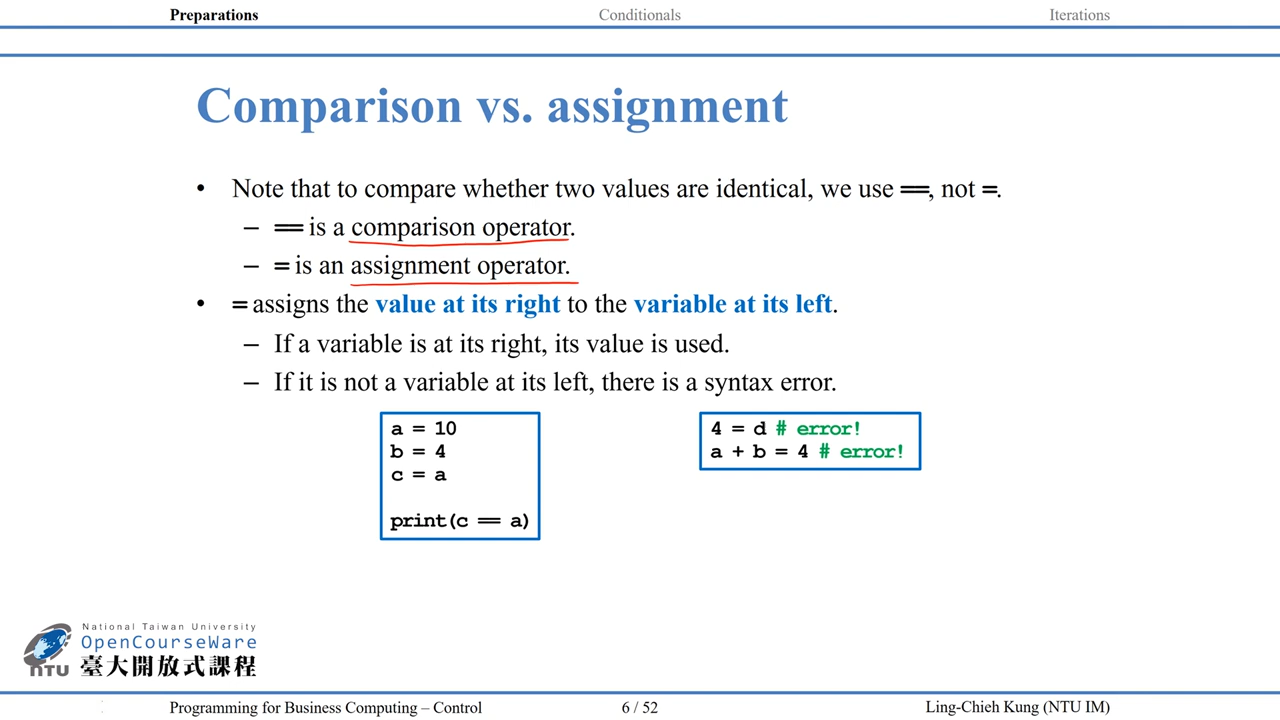 Preparations Conditionals Iterations
Comparison vs. assignment
• Note that to compare whether two values are identical, we use ==, not =.
– == is a comparison operator.
– = is an assignment operator.
• = assigns the value at its right to the variable at its left.
– If a variable is at its right, its value is used.
– If it is not a variable at its left, there is a syntax error.
a = 10
b = 4
c = a
print(c == a)
4 = d # error!
a + b = 4 # error!
National Taiwan University
OpenCourseWare
NTU 臺大開放式課程
Programming for Business Computing – Control 6 / 52 Ling-Chieh Kung (NTU IM)